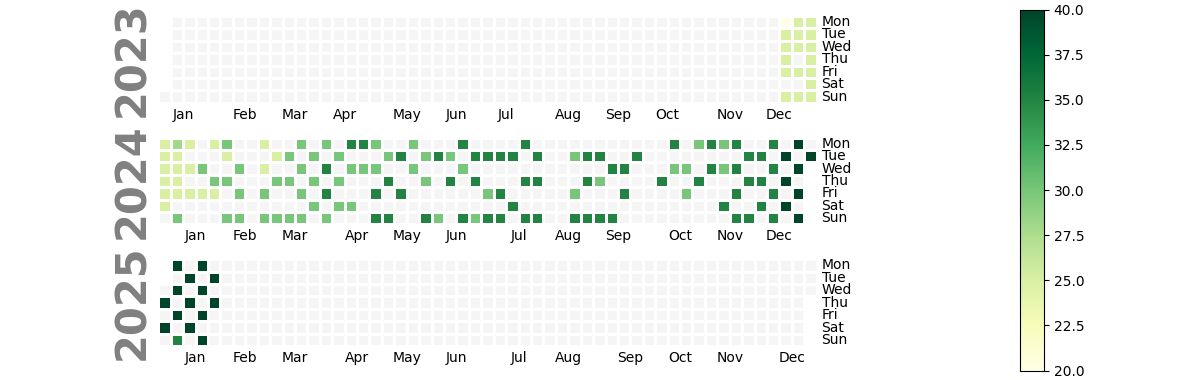 2023
Mon
Tue
Wed
Thu
Fri
Sat
Sun
Jan Feb Mar Apr May Jun Jul Aug Sep Oct Nov Dec
2024
Mon
Tue
Wed
Thu
Fri
Sat
Sun
Jan Feb Mar Apr May Jun Jul Aug Sep Oct Nov Dec
2025
Mon
Tue
Wed
Thu
Fri
Sat
Sun
Jan Feb Mar Apr May Jun Jul Aug Sep Oct Nov Dec
40.0
37.5
35.0
32.5
30.0
27.5
25.0
22.5
20.0